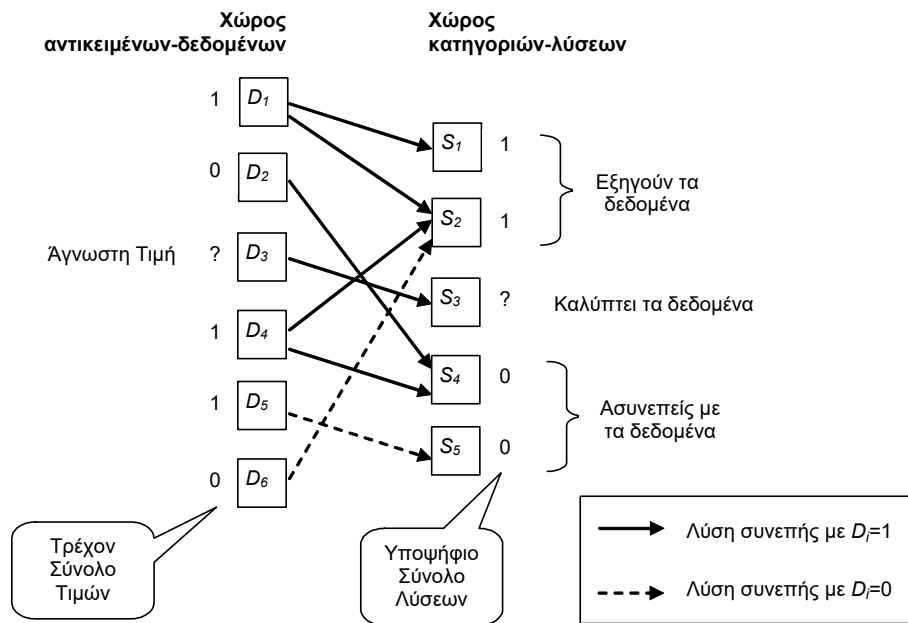 Χώρος
αντικειμένων-δεδομένων
Χώρος
κατηγοριών-λύσεων
1 D1
0 D2
Άγνωστη Τιμή ? D3
1 D4
1 D5
0 D6
S1 1
S2 1
S3 ?
S4 0
S5 0
Εξηγούν τα
δεδομένα
Καλύπτει τα δεδομένα
Ασυνεπείς με
τα δεδομένα
Τρέχον
Σύνολο
Τιμών
Υποψήφιο
Σύνολο
Λύσεων
Λύση συνεπής με Di=1
Λύση συνεπής με Di=0